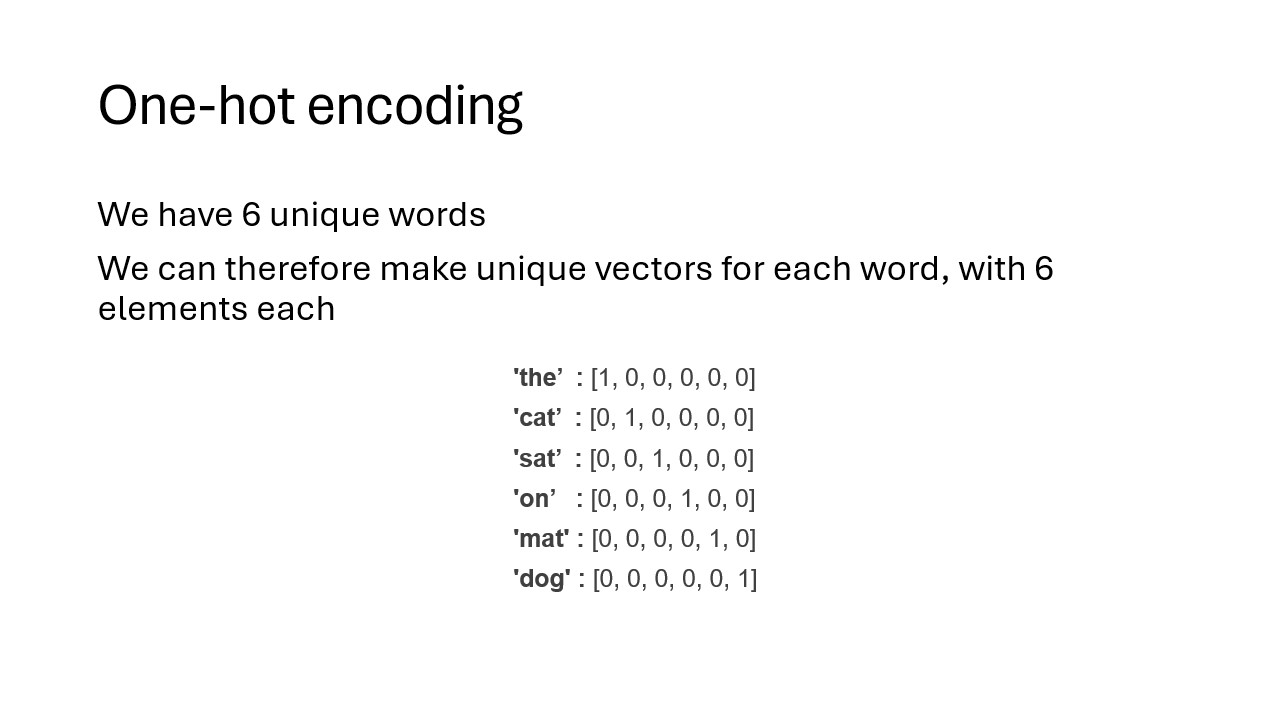 One-hot encoding
We have 6 unique words
We can therefore make unique vectors for each word, with 6
elements each
'the’ : [1, 0, 0, 0, 0, 0]
'cat’ : [0, 1, 0, 0, 0, 0]
'sat’ : [0, 0, 1, 0, 0, 0]
'on’ : [0, 0, 0, 1, 0, 0]
'mat' : [0, 0, 0, 0, 1, 0]
'dog' : [0, 0, 0, 0, 0, 1]